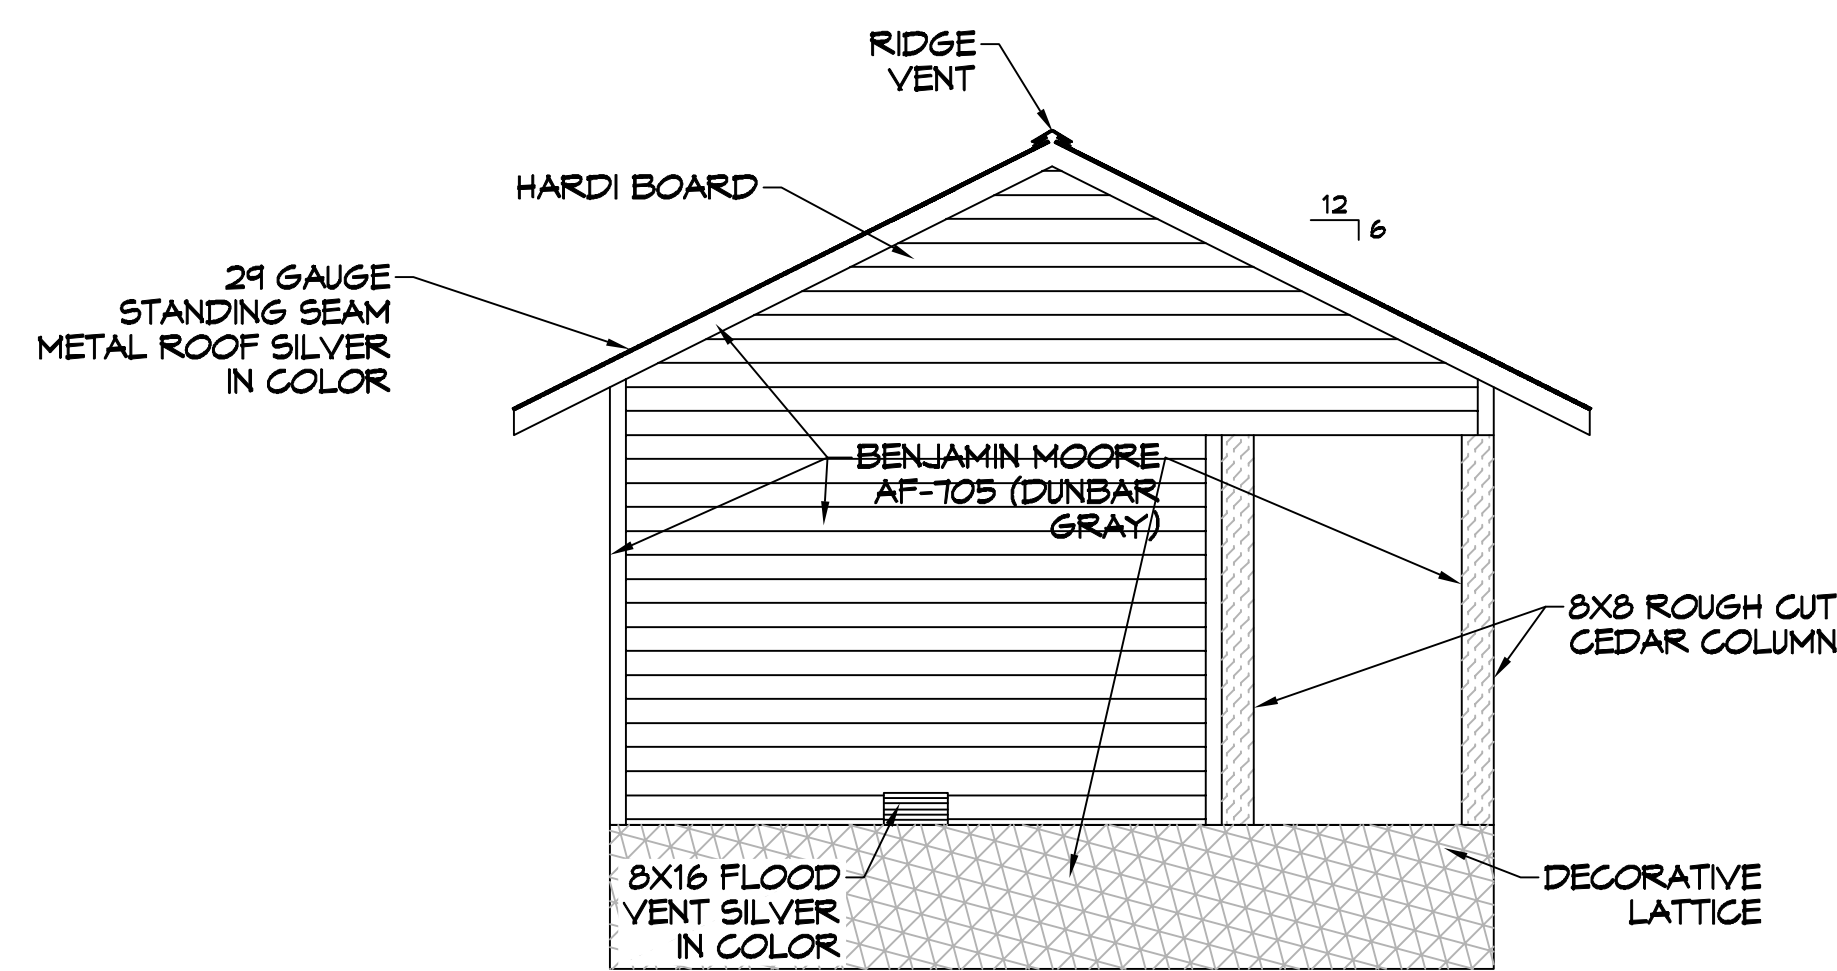 RIDGE
VENT
HARDI BOARD
12
6
29 GAUGE
STANDING SEAM
METAL ROOF SILVER
IN COLOR
BENJAMIN MOORE
AF-705 (DUNBAR
GRAY)
8X8 ROUGH CUT
CEDAR COLUMN
8X16 FLOOD
VENT SILVER
IN COLOR
DECORATIVE
LATTICE